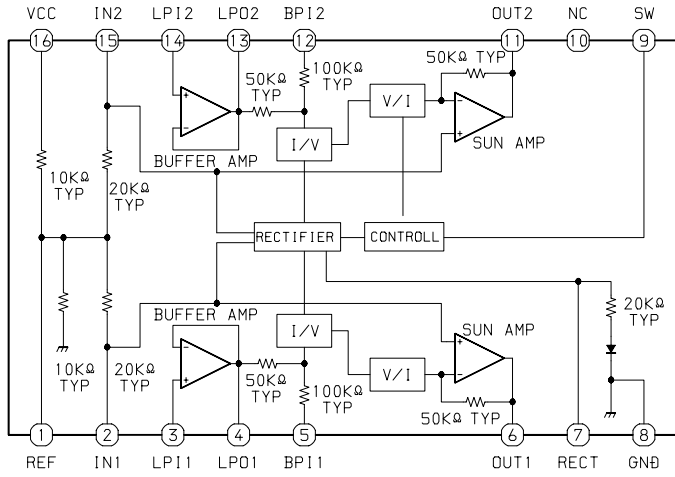 VCC IN2 LPI2 LPO2 BPI2 OUT2 NC SW
16 15 14 13 12 11 10 9
50KΩ TYP
100KΩ
TYP
50KΩ
TYP
V/I
+
-
-
+
I/V
SUN AMP
BUFFER AMP
10KΩ
TYP
20KΩ
TYP
RECTIFIER
CONTROLL
BUFFER AMP
I/V
SUN AMP
20KΩ
TYP
-
+
+
-
V/I
10KΩ
TYP
20KΩ
TYP
50KΩ
TYP
100KΩ
TYP
50KΩ TYP
1 2 3 4 5 6 7 8
REF IN1 LPI1 LPO1 BPI1 OUT1 RECT GND